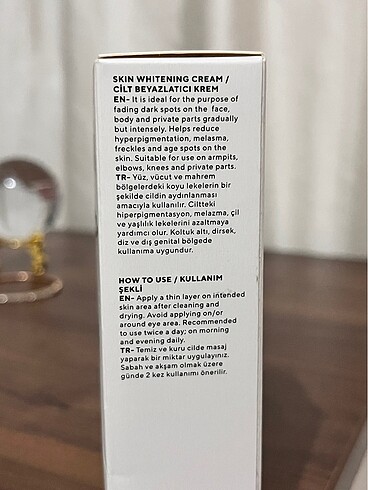 SKIN WHITENING CREAM /
CİLT BEYAZLATICI KREM
EN- It is ideal for the purpose of
fading dark spots on the face,
body and private parts gradually
but intensely. Helps reduce
hyperpigmentation, melasma,
freckles and age spots on the
skin. Suitable for use on armpits,
elbows, knees and private parts.
TR- Yüz, vücut ve mahrem
bölgelerdeki koyu lekelerin bir
şekilde cildin aydınlanması
amacıyla kullanılır. Ciltteki
hiperpigmentasyon, melazma, çil
ve yaşlılık lekelerini azaltmaya
yardımcı olur. Koltuk altı, dirsek,
diz ve dış genital bölgede
kullanıma uygundur.
HOW TO USE / KULLANIM
ŞEKLİ
EN- Apply a thin layer on intended
skin area after cleaning and
drying. Avoid applying on/or
around eye area. Recommended
to use twice a day; on morning
and evening daily.
TR- Temiz ve kuru cilde masaj
yaparak bir miktar uygulayınız.
Sabah ve akşam olmak üzere
günde 2 kez kullanımı önerilir.